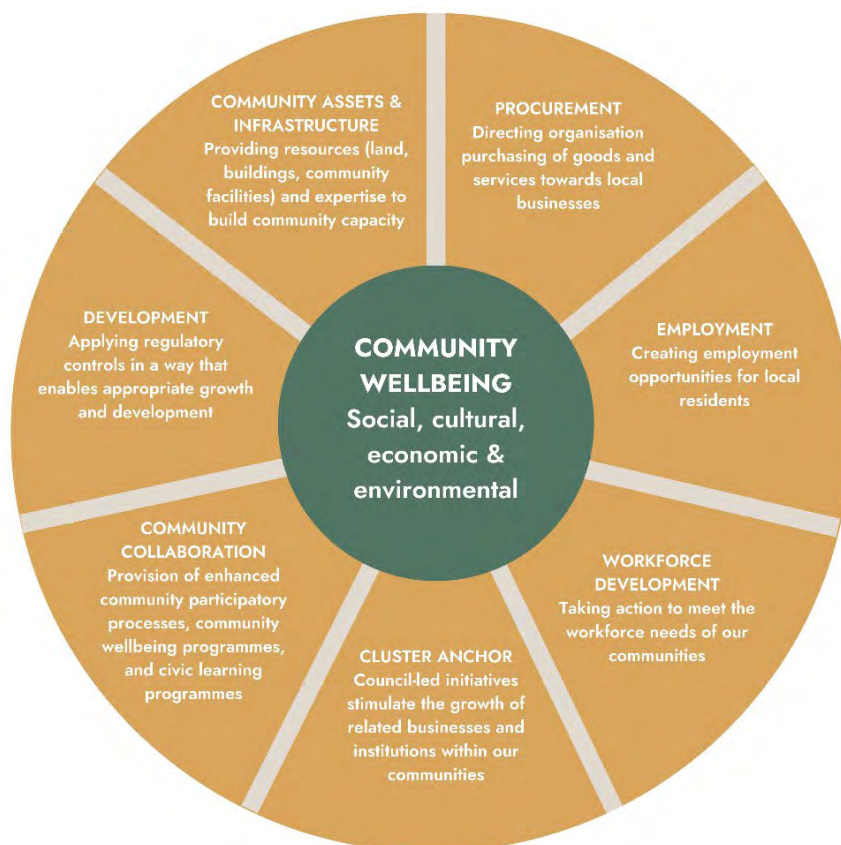 COMMUNITY ASSETS &
INFRASTRUCTURE
Providing resources (land,
buildings, community
facilities) and expertise to
build community capacity
PROCUREMENT
Directing organisation
purchasing of goods and
services towards local
businesses
DEVELOPMENT
Applying regulatory
controls in a way that
enables appropriate growth
and development
COMMUNITY
WELLBEING
Social, cultural,
economic &
environmental
EMPLOYMENT
Creating employment
opportunities for local
residents
COMMUNITY
COLLABORATION
Provision of enhanced
community participatory
processes, community
wellbeing programmes,
and civic learning
programmes
CLUSTER ANCHOR
Council-led initiatives
stimulate the growth of
related businesses and
institutions within our
communities
WORKFORCE
DEVELOPMENT
Taking action to meet the
workforce needs of our
communities